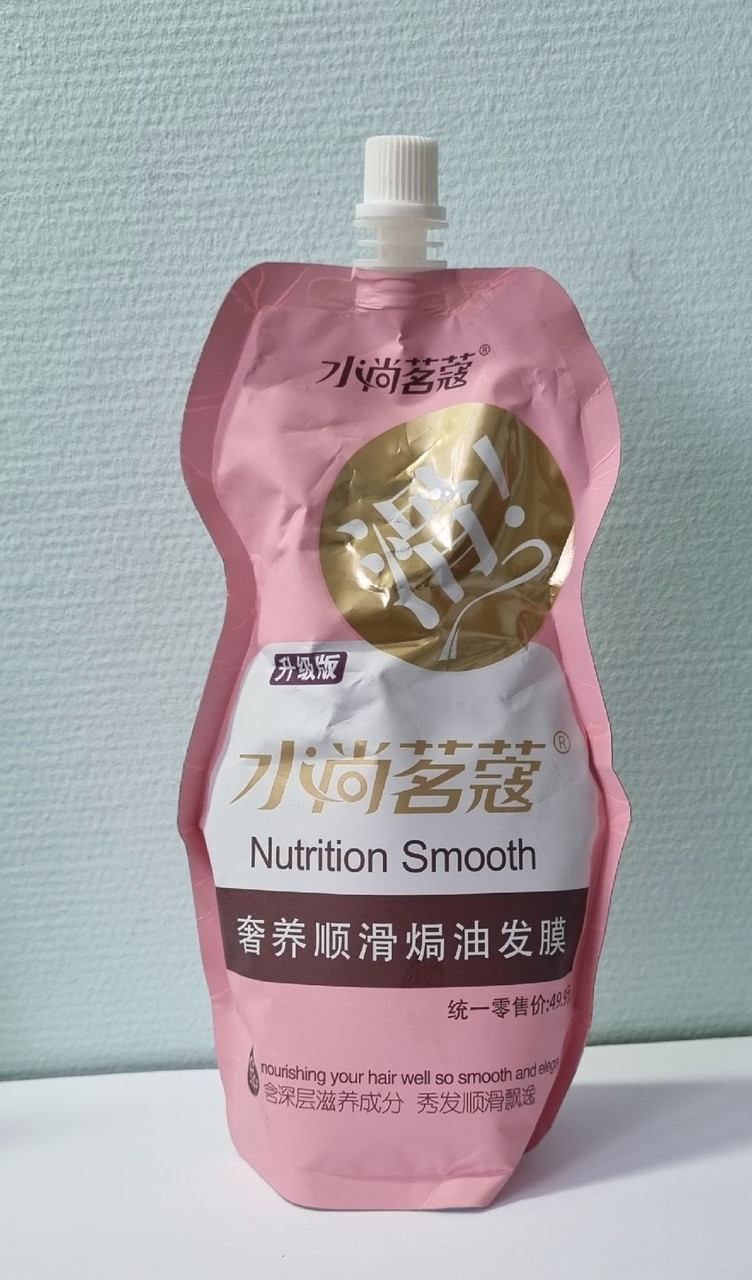 水尚茗蔻®
滑!
升级版
水尚茗蔻®
Nutrition Smooth
奢养顺滑焗油发膜
统一零售价:49.9元
nourishing your hair well so smooth and
含深层滋养成分 秀发顺滑飘逸